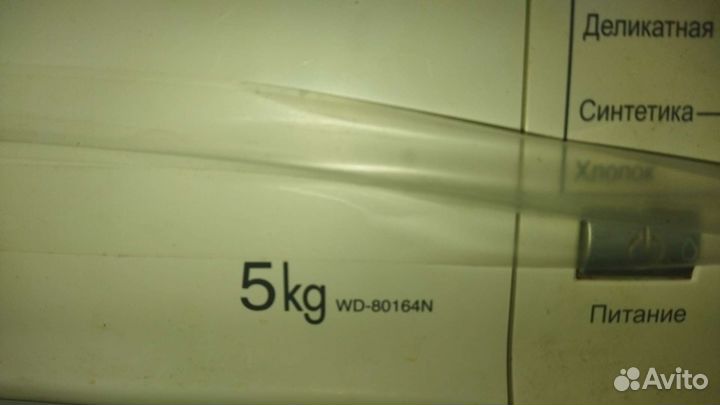 Деликатная
Синтетика
Хлопок
5kg WD-80164N
Питание
Avito